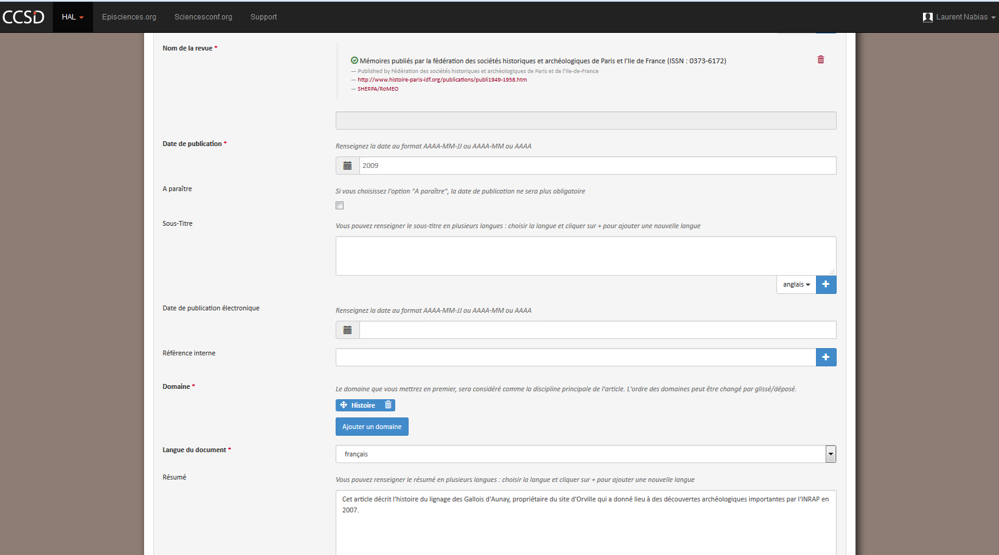 CCSD HAL Episciences.org Sciencesconf.org Support Laurent Nabias
Nom de la revue *
Mémoires publiés par la fédération des sociétés historiques et archéologiques de Paris et l'Ile de France (ISSN : 0373-6172)
— Published by Fédération des sociétés historiques et archéologiques de Paris et de l'Ile-de-France
— http://www.histoire-paris-idf.org/publications/publi1949-1958.htm
— SHERPA/RoMEO
Date de publication *
Renseignez la date au format AAAA-MM-JJ ou AAAA-MM ou AAAA
2009
A paraître
Si vous choisissez l'option "A paraître", la date de publication ne sera plus obligatoire
Sous-Titre
Vous pouvez renseigner le sous-titre en plusieurs langues : choisir la langue et cliquer sur + pour ajouter une nouvelle langue
anglais +
Date de publication électronique
Renseignez la date au format AAAA-MM-JJ ou AAAA-MM ou AAAA
Référence interne
+
Domaine *
Le domaine que vous mettrez en premier, sera considéré comme la discipline principale de l'article. L'ordre des domaines peut être changé par glissé/déposé.
Histoire
Ajouter un domaine
Langue du document *
français
Résumé
Vous pouvez renseigner le résumé en plusieurs langues : choisir la langue et cliquer sur + pour ajouter une nouvelle langue
Cet article décrit l'histoire du lignage des Gallois d'Aunay, propriétaire du site d'Orville qui a donné lieu à des découvertes archéologiques importantes par l'INRAP en
2007.